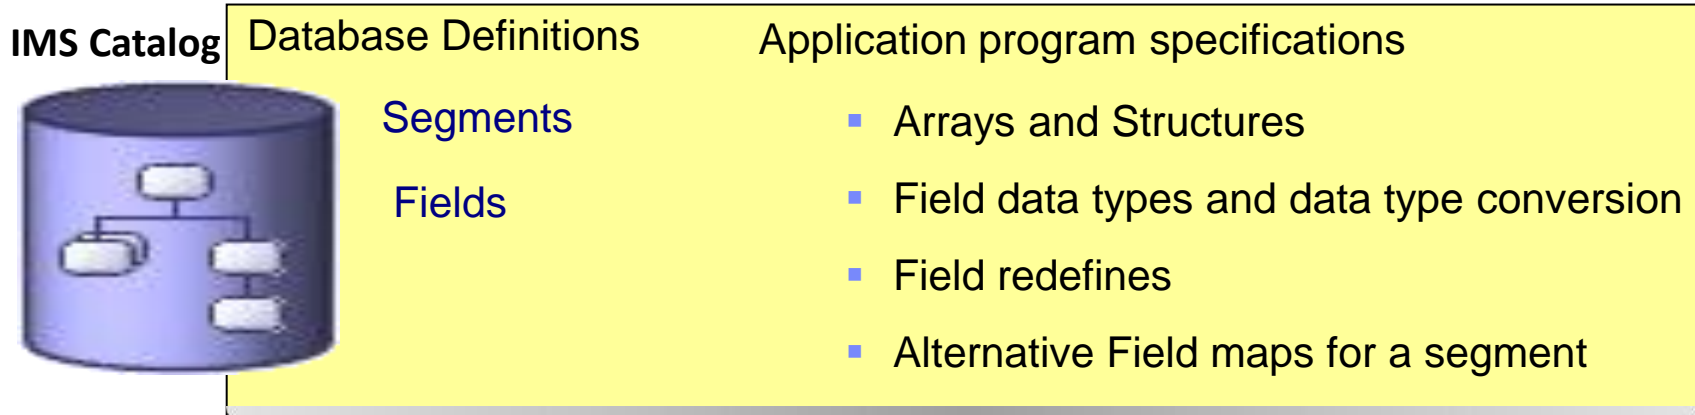 IMS Catalog
Database Definitions
Segments
Fields
Application program specifications
Arrays and Structures
Field data types and data type conversion
Field redefines
Alternative Field maps for a segment